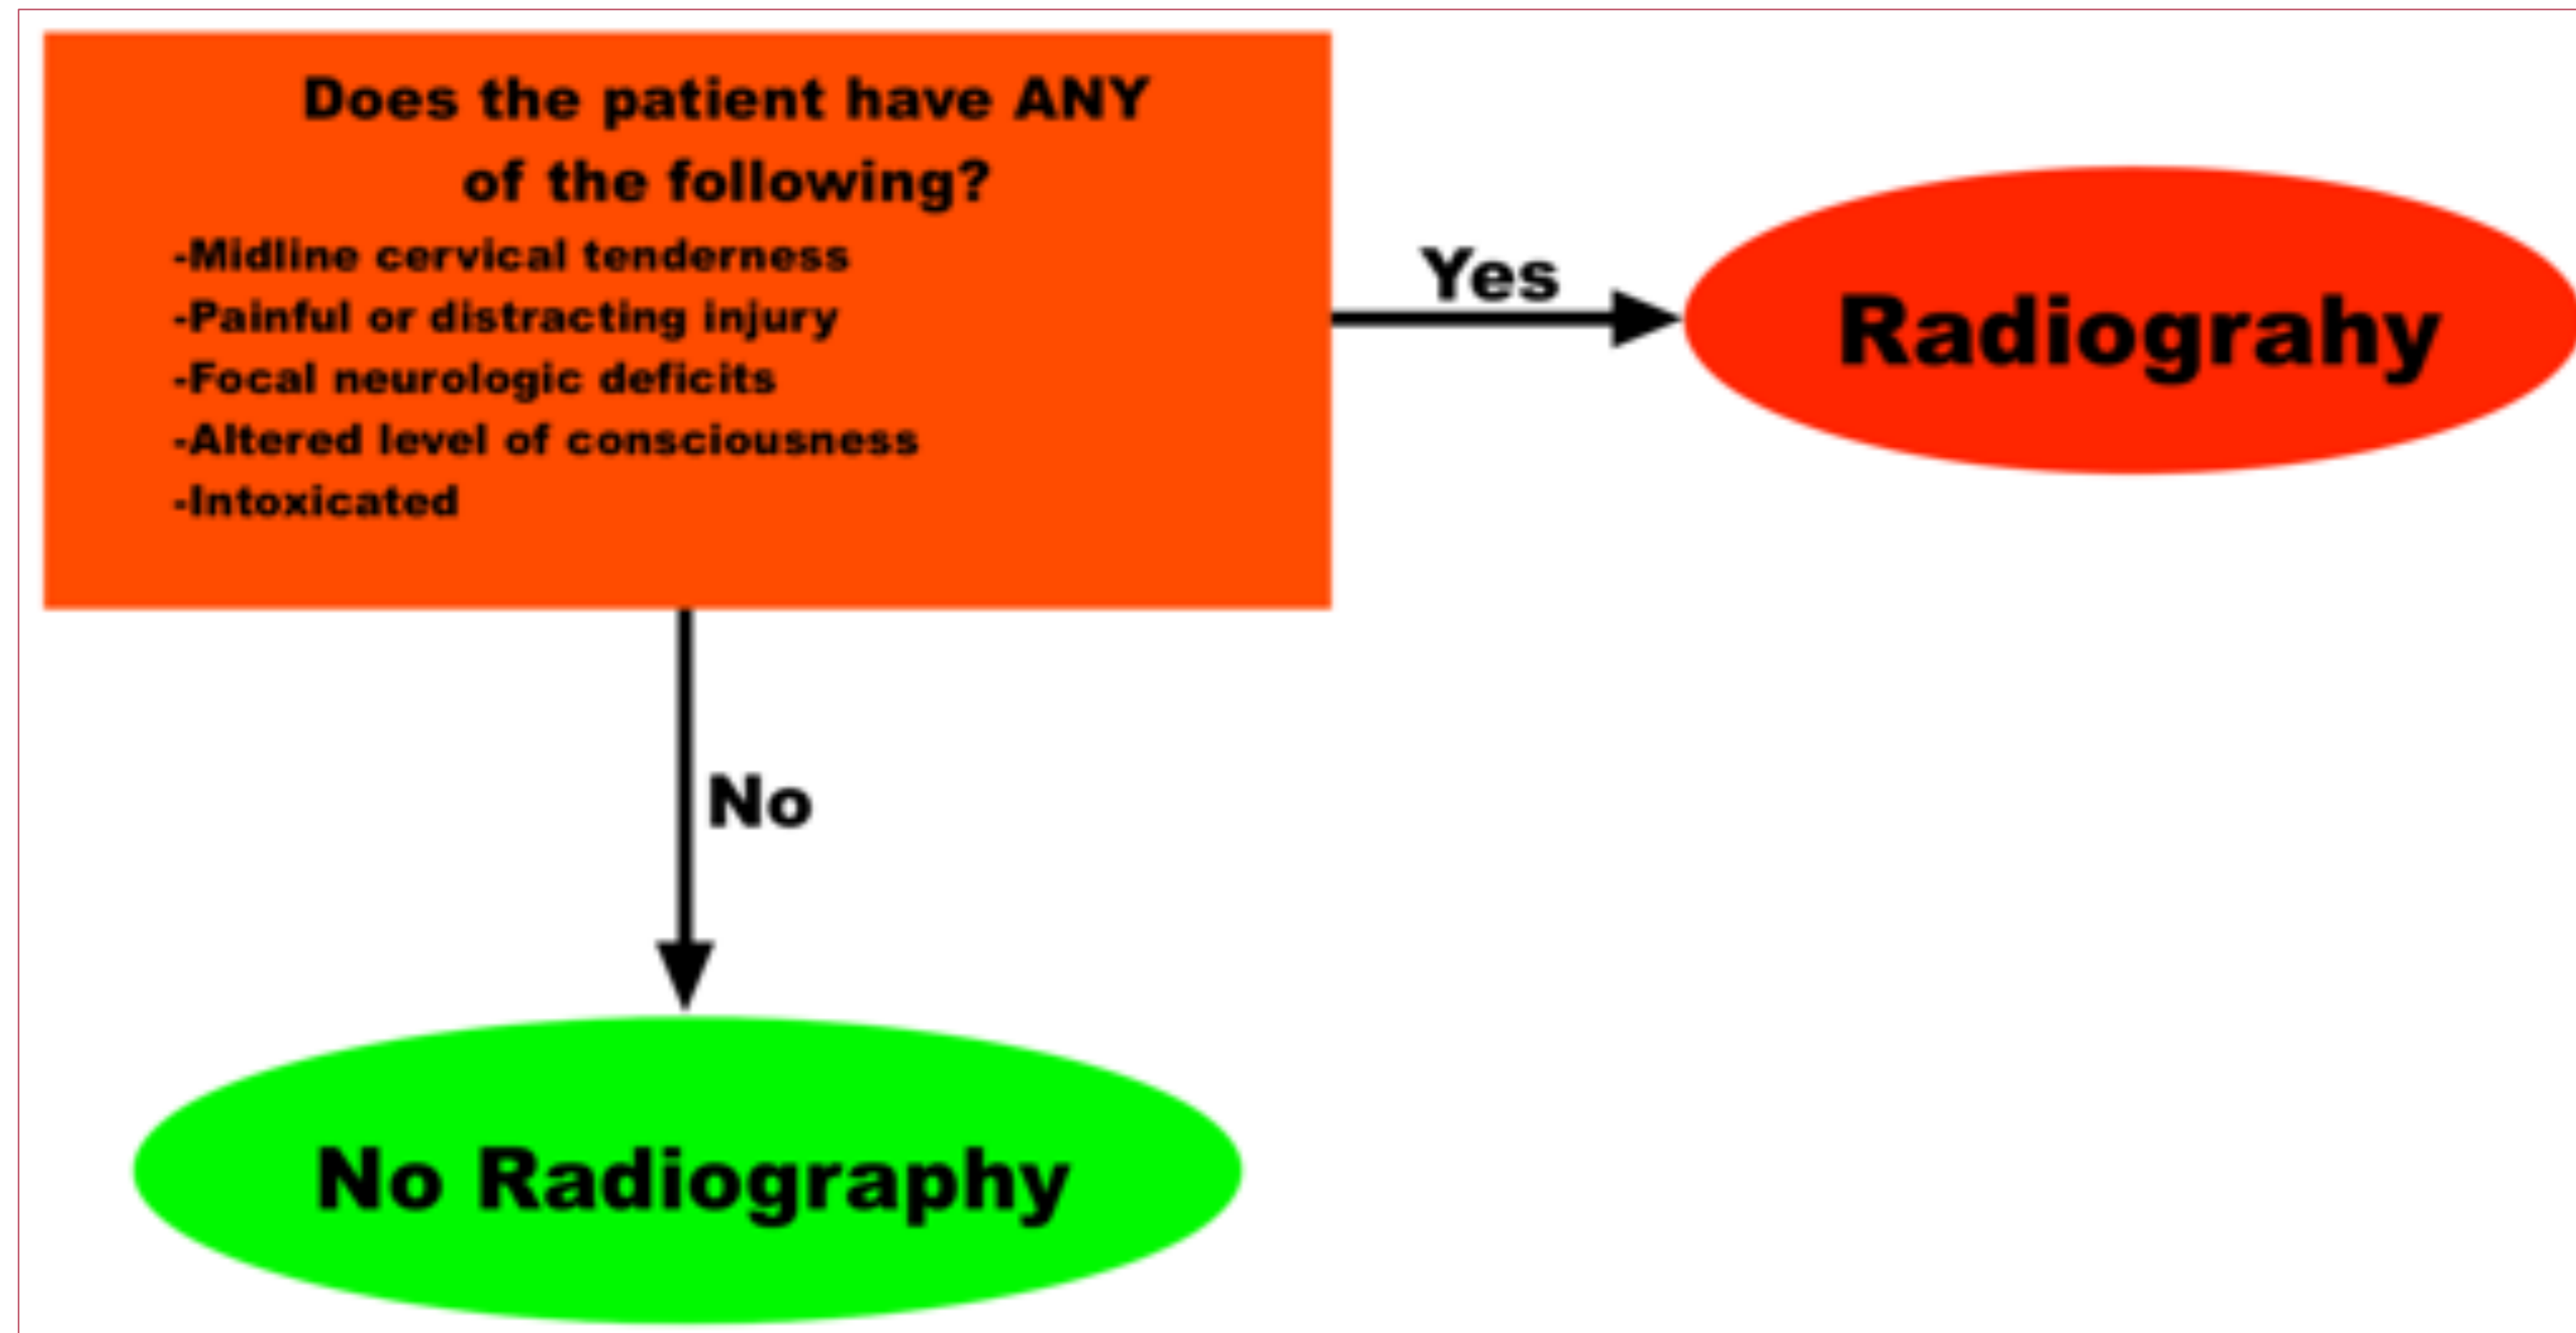 Does the patient have ANY
of the following?
-Midline cervical tenderness
-Painful or distracting injury
-Focal neurologic deficits
-Altered level of consciousness
-Intoxicated
Yes
Radiograhy
No
No Radiography